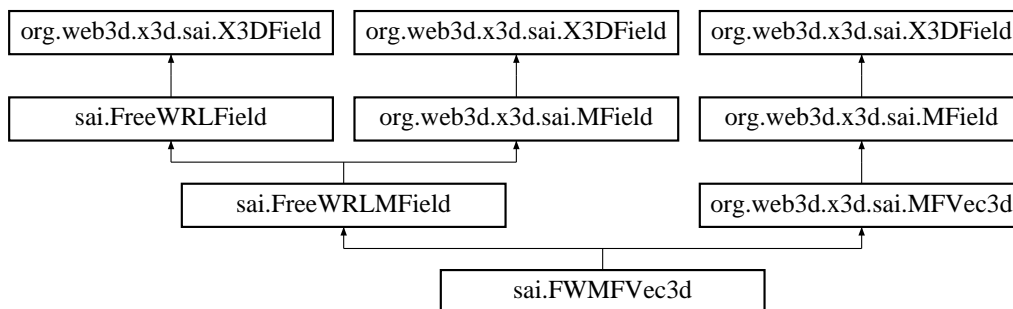 org.web3d.x3d.sai.X3DField
org.web3d.x3d.sai.X3DField
org.web3d.x3d.sai.X3DField
sai.FreeWRLField
org.web3d.x3d.sai.MField
org.web3d.x3d.sai.MField
sai.FreeWRLMField
org.web3d.x3d.sai.MFVec3d
sai.FWMFVec3d